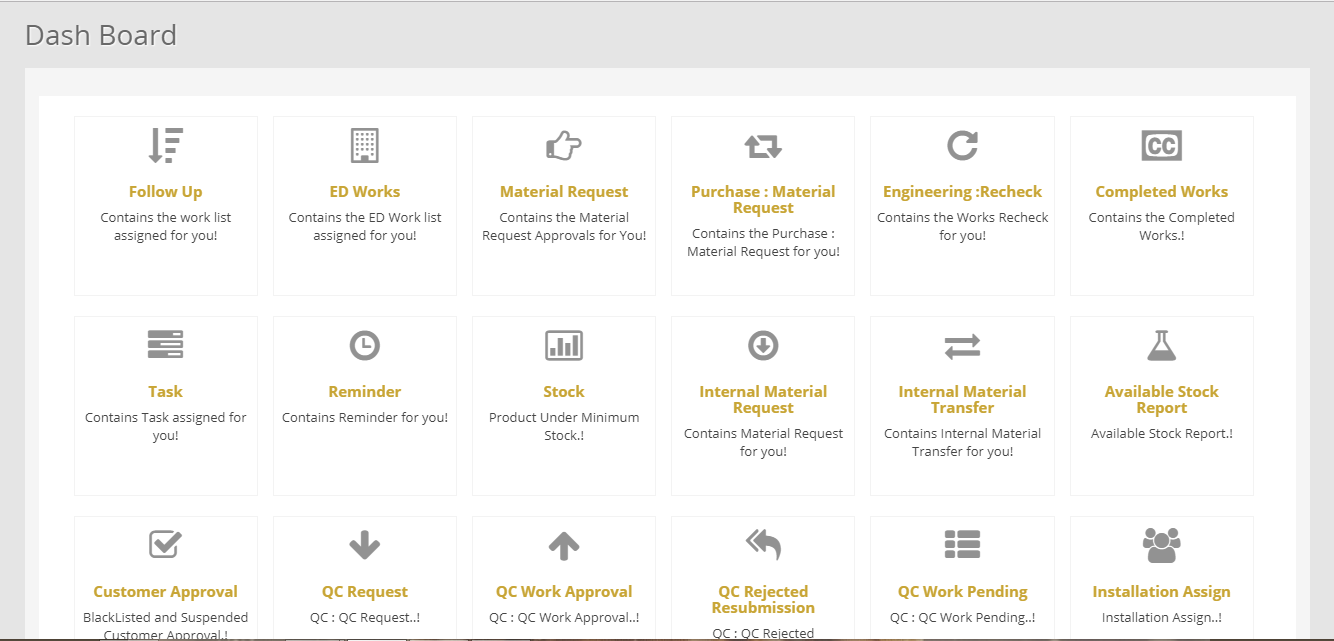 Dash Board
CC
Follow Up
Contains the work list
assigned for you!
ED Works
Contains the ED Work list
assigned for you!
Material Request
Contains the Material
Request Approvals for You!
Purchase : Material
Request
Contains the Purchase :
Material Request for you!
Engineering :Recheck
Contains the Works Recheck
for you!
Completed Works
Contains the Completed
Works.!
Task
Contains Task assigned for
you!
Reminder
Contains Reminder for you!
Stock
Product Under Minimum
Stock.!
Internal Material
Request
Contains Material Request
for you!
Internal Material
Transfer
Contains Internal Material
Transfer for you!
Available Stock
Report
Available Stock Report.!
Customer Approval
BlackListed and Suspended
Customer Approval.!
QC Request
QC : QC Request..!
QC Work Approval
QC : QC Work Approval..!
QC Rejected
Resubmission
QC : QC Rejected
QC Work Pending
QC : QC Work Pending..!
Installation Assign
Installation Assign..!